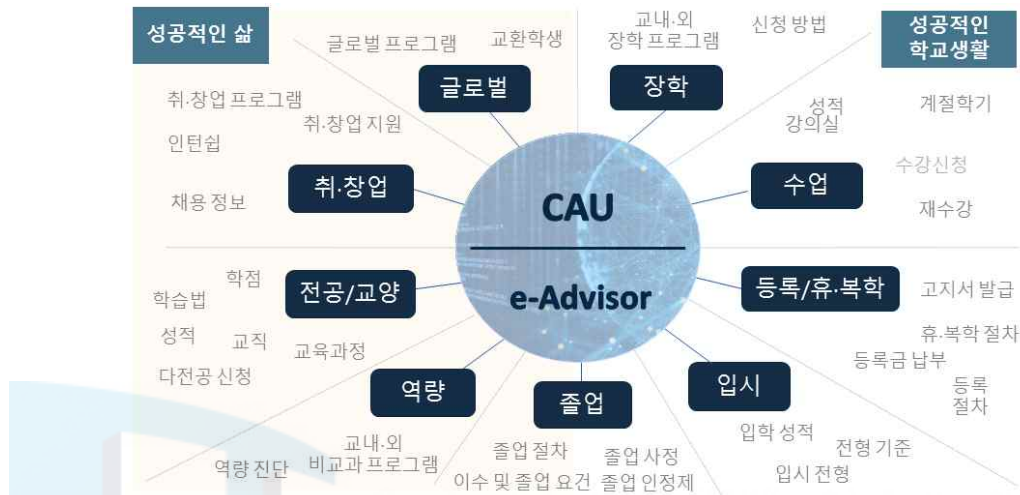 성공적인 삶
성공적인
학교생활
글로벌 프로그램
교환학생
글로벌
교내·외
장학 프로그램
신청 방법
장학
취·창업 프로그램
인턴쉽
취·창업 지원
채용 정보
취·창업
성적
강의실
계절학기
수강신청
재수강
수업
CAU
e-Advisor
학점
학습법
성적
교직
교육과정
다전공 신청
전공/교양
등록/휴·복학
고지서 발급
휴·복학 절차
등록금 납부
등록
절차
역량
역량 진단
교내·외
비교과 프로그램
졸업
졸업 절차
졸업 사정
이수 및 졸업 요건
졸업 인정제
입시
입학 성적
전형 기준
입시 전형